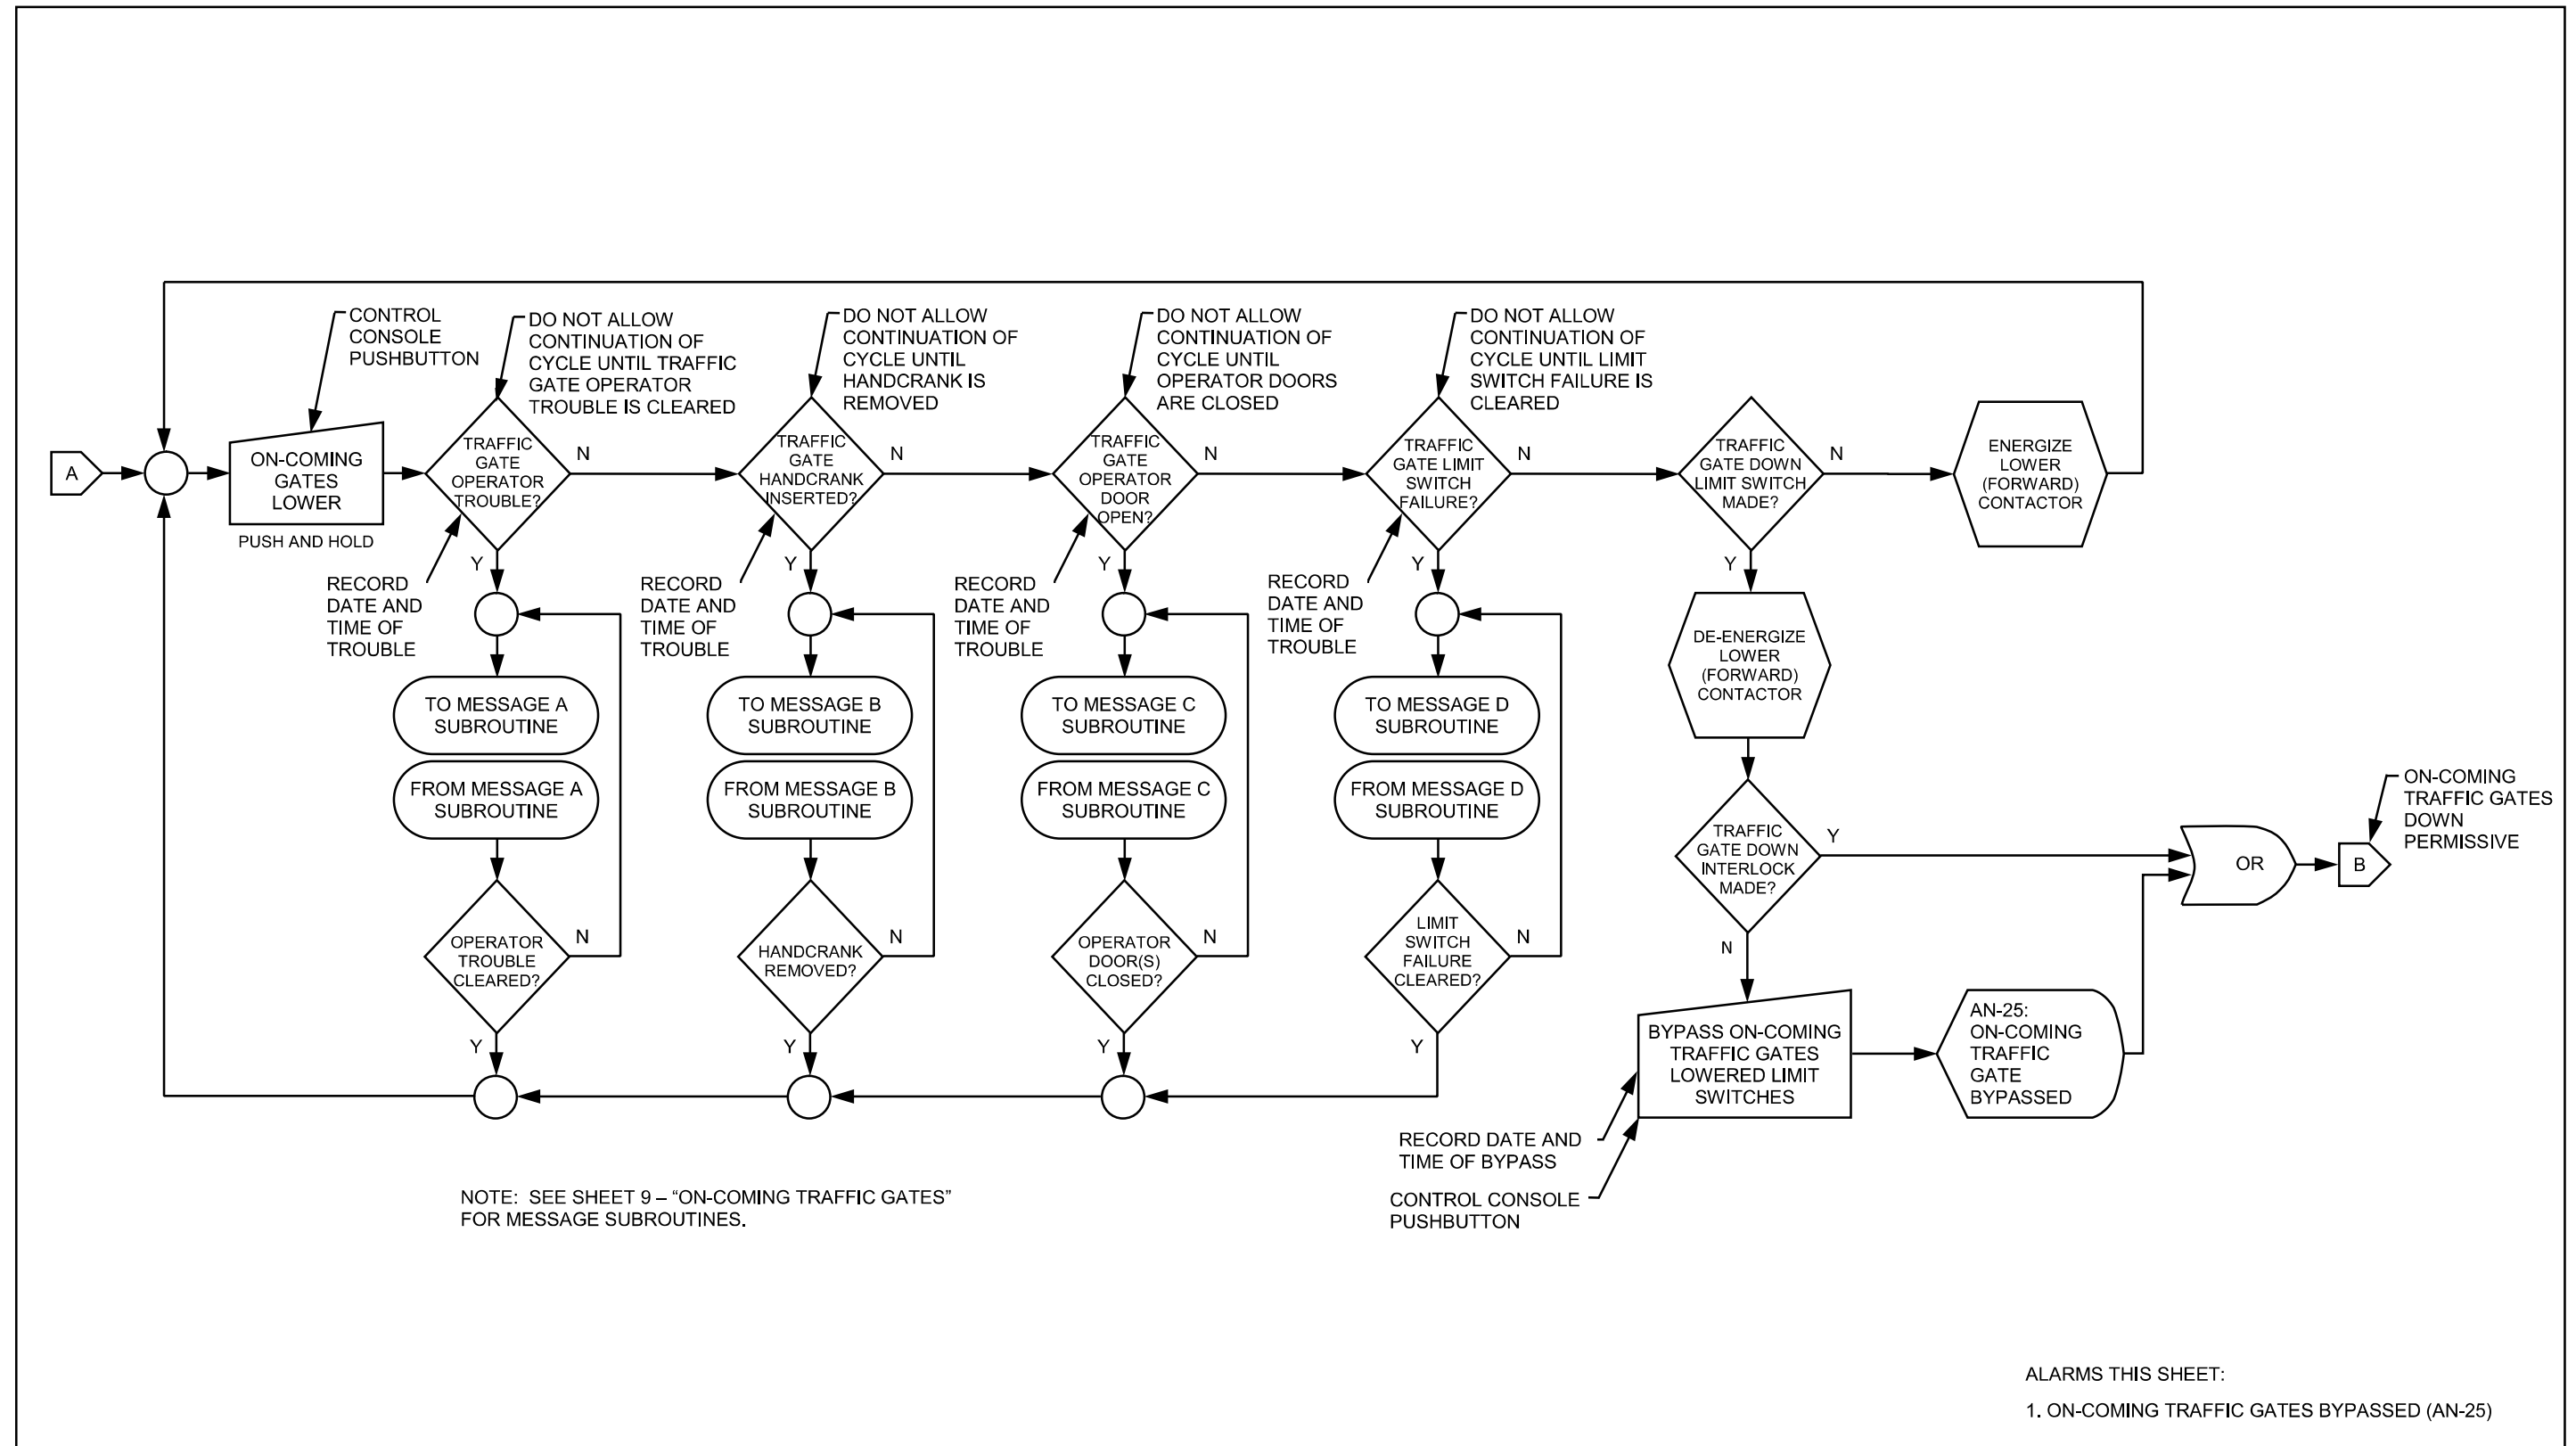 CONTROL
CONSOLE
PUSHBUTTON
DO NOT ALLOW
CONTINUATION OF
CYCLE UNTIL TRAFFIC
GATE OPERATOR
TROUBLE IS CLEARED
DO NOT ALLOW
CONTINUATION OF
CYCLE UNTIL
HANDCRANK IS
REMOVED
DO NOT ALLOW
CONTINUATION OF
CYCLE UNTIL
OPERATOR DOORS
ARE CLOSED
DO NOT ALLOW
CONTINUATION OF
CYCLE UNTIL LIMIT
SWITCH FAILURE IS
CLEARED
A
ON-COMING
GATES
LOWER
PUSH AND HOLD
TRAFFIC
GATE
OPERATOR
TROUBLE?
N
Y
TRAFFIC
GATE
HANDCRANK
INSERTED?
N
Y
TRAFFIC
GATE
OPERATOR
DOOR
OPEN?
N
Y
TRAFFIC
GATE LIMIT
SWITCH
FAILURE?
N
Y
TRAFFIC
GATE DOWN
LIMIT SWITCH
MADE?
N
Y
ENERGIZE
LOWER
(FORWARD)
CONTACTOR
RECORD
DATE AND
TIME OF
TROUBLE
RECORD
DATE AND
TIME OF
TROUBLE
RECORD
DATE AND
TIME OF
TROUBLE
RECORD
DATE AND
TIME OF
TROUBLE
DE-ENERGIZE
LOWER
(FORWARD)
CONTACTOR
TO MESSAGE A
SUBROUTINE
TO MESSAGE B
SUBROUTINE
TO MESSAGE C
SUBROUTINE
TO MESSAGE D
SUBROUTINE
FROM MESSAGE A
SUBROUTINE
FROM MESSAGE B
SUBROUTINE
FROM MESSAGE C
SUBROUTINE
FROM MESSAGE D
SUBROUTINE
ON-COMING
TRAFFIC GATES
DOWN
PERMISSIVE
TRAFFIC
GATE DOWN
INTERLOCK
MADE?
Y
N
OR
B
OPERATOR
TROUBLE
CLEARED?
N
Y
HANDCRANK
REMOVED?
N
Y
OPERATOR
DOOR(S)
CLOSED?
N
Y
LIMIT
SWITCH
FAILURE
CLEARED?
N
Y
BYPASS ON-COMING
TRAFFIC GATES
LOWERED LIMIT
SWITCHES
AN-25:
ON-COMING
TRAFFIC
GATE
BYPASSED
RECORD DATE AND
TIME OF BYPASS
CONTROL CONSOLE
PUSHBUTTON
NOTE: SEE SHEET 9 – “ON-COMING TRAFFIC GATES”
FOR MESSAGE SUBROUTINES.
ALARMS THIS SHEET:
1. ON-COMING TRAFFIC GATES BYPASSED (AN-25)